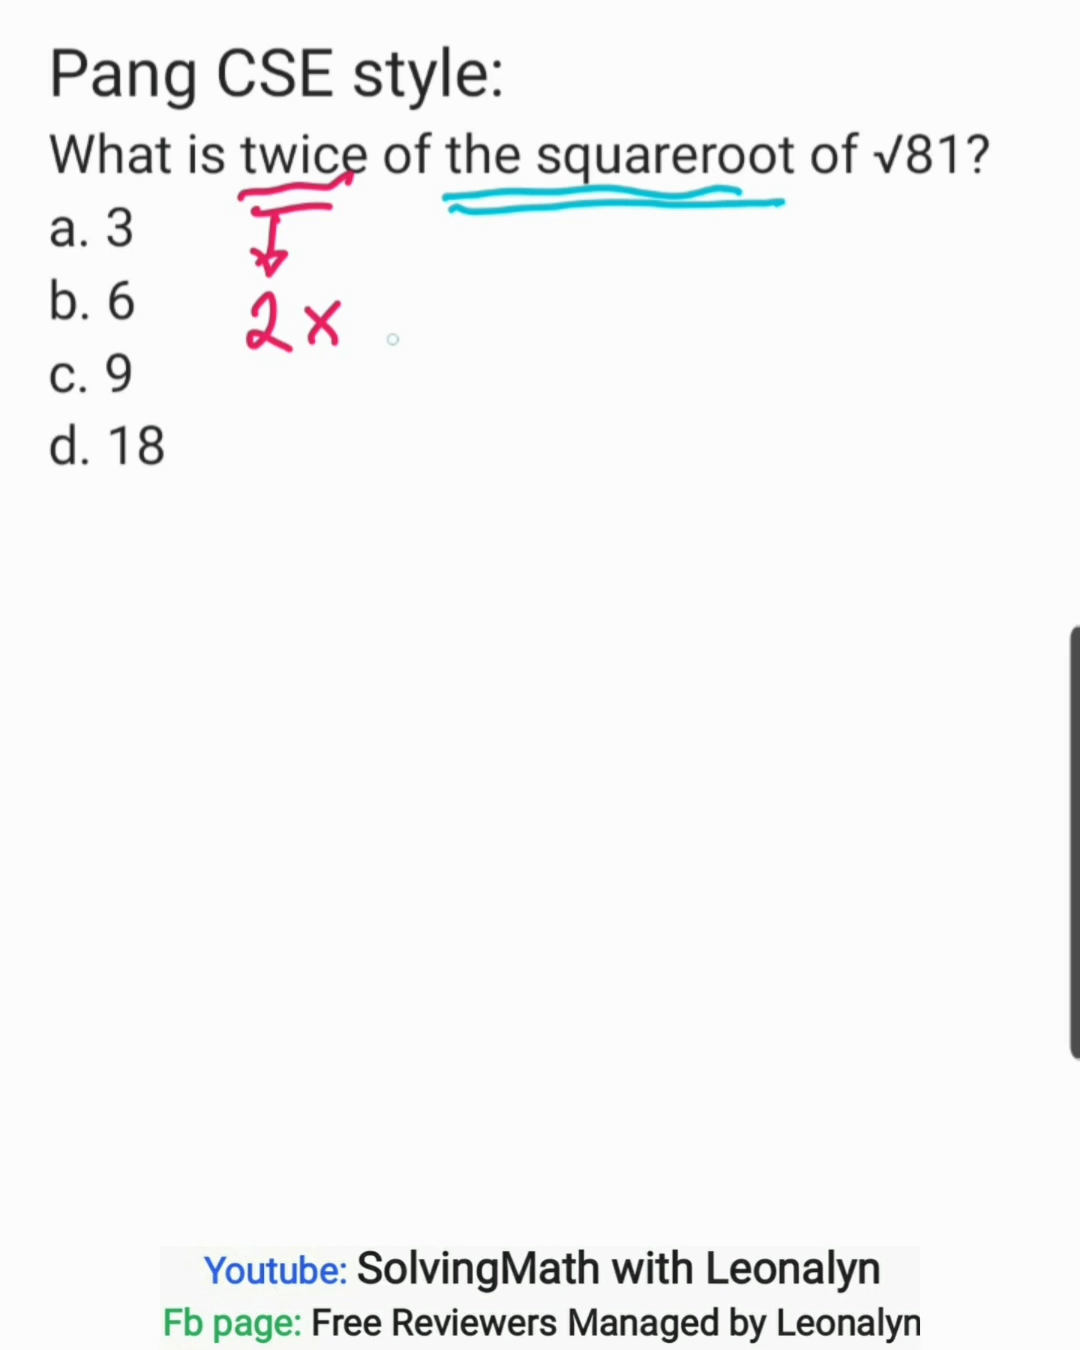 Pang CSE style:
What is twice of the squareroot of √81?
a. 3
b. 6
c. 9
d. 18
2 x
Youtube: SolvingMath with Leonalyn
Fb page: Free Reviewers Managed by Leonalyn